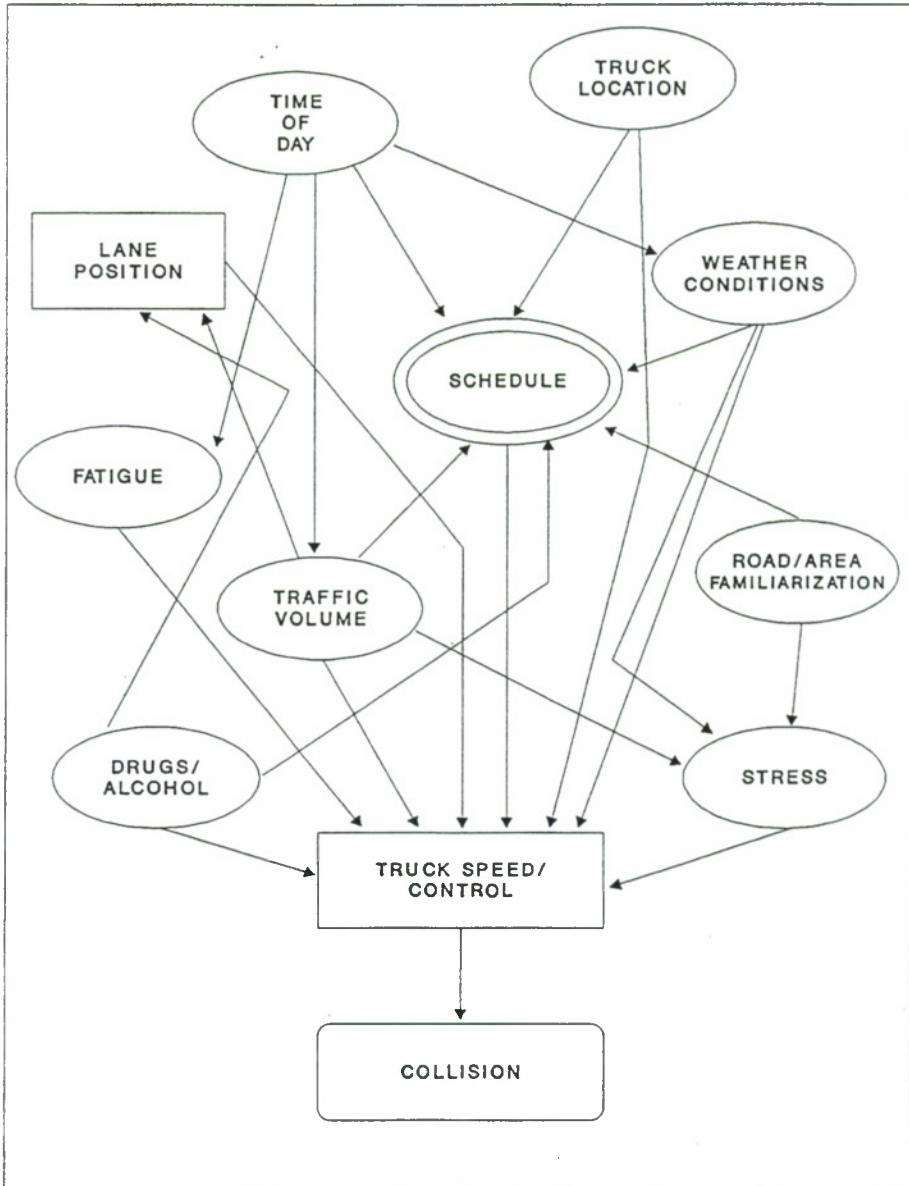 TIME
OF
DAY
TRUCK
LOCATION
LANE
POSITION
WEATHER
CONDITIONS
SCHEDULE
FATIGUE
TRAFFIC
VOLUME
ROAD/AREA
FAMILIARIZATION
DRUGS/
ALCOHOL
STRESS
TRUCK SPEED/
CONTROL
COLLISION